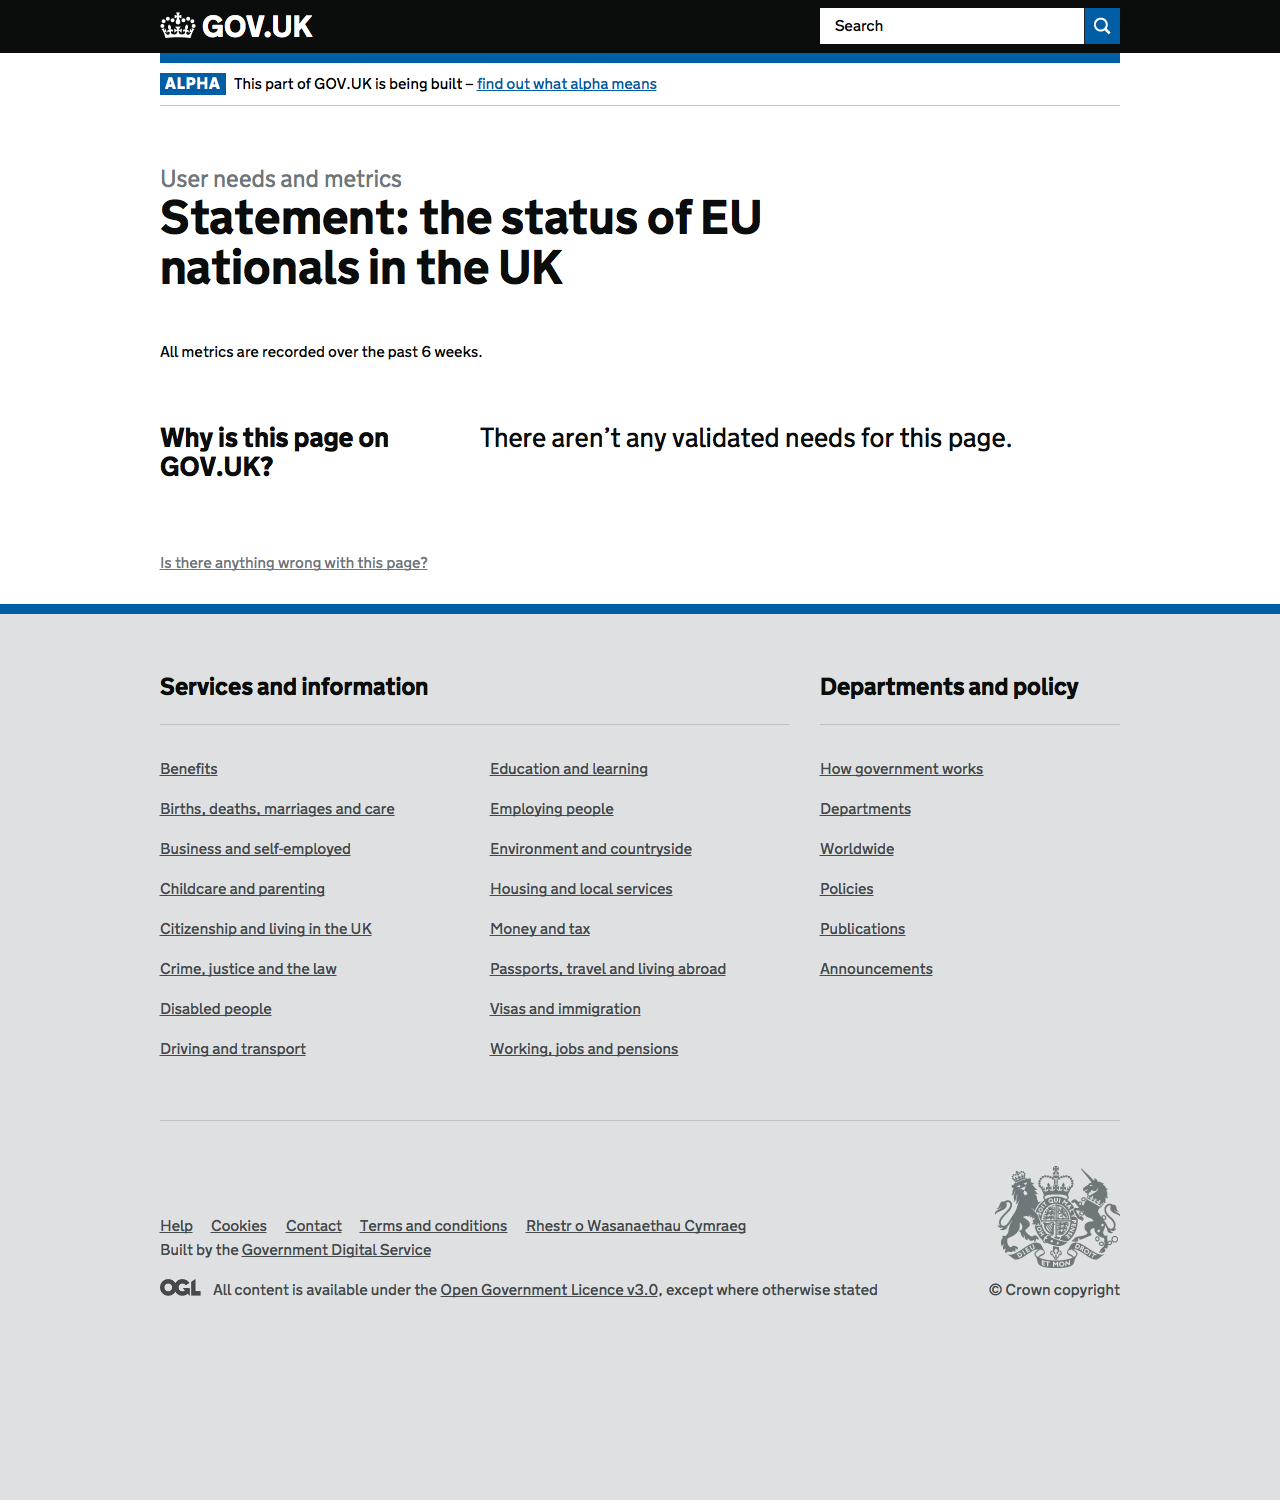 GOV.UK
Search
ALPHA This part of GOV.UK is being built – find out what alpha means
User needs and metrics
Statement: the status of EU
nationals in the UK
All metrics are recorded over the past 6 weeks.
Why is this page on
GOV.UK?
There aren’t any validated needs for this page.
Is there anything wrong with this page?
Services and information
Benefits
Births, deaths, marriages and care
Business and self-employed
Childcare and parenting
Citizenship and living in the UK
Crime, justice and the law
Disabled people
Driving and transport
Education and learning
Employing people
Environment and countryside
Housing and local services
Money and tax
Passports, travel and living abroad
Visas and immigration
Working, jobs and pensions
Departments and policy
How government works
Departments
Worldwide
Policies
Publications
Announcements
Help Cookies Contact Terms and conditions Rhestr o Wasanaethau Cymraeg
Built by the Government Digital Service
OGL All content is available under the Open Government Licence v3.0, except where otherwise stated
DIEU ET MON DROIT
© Crown copyright